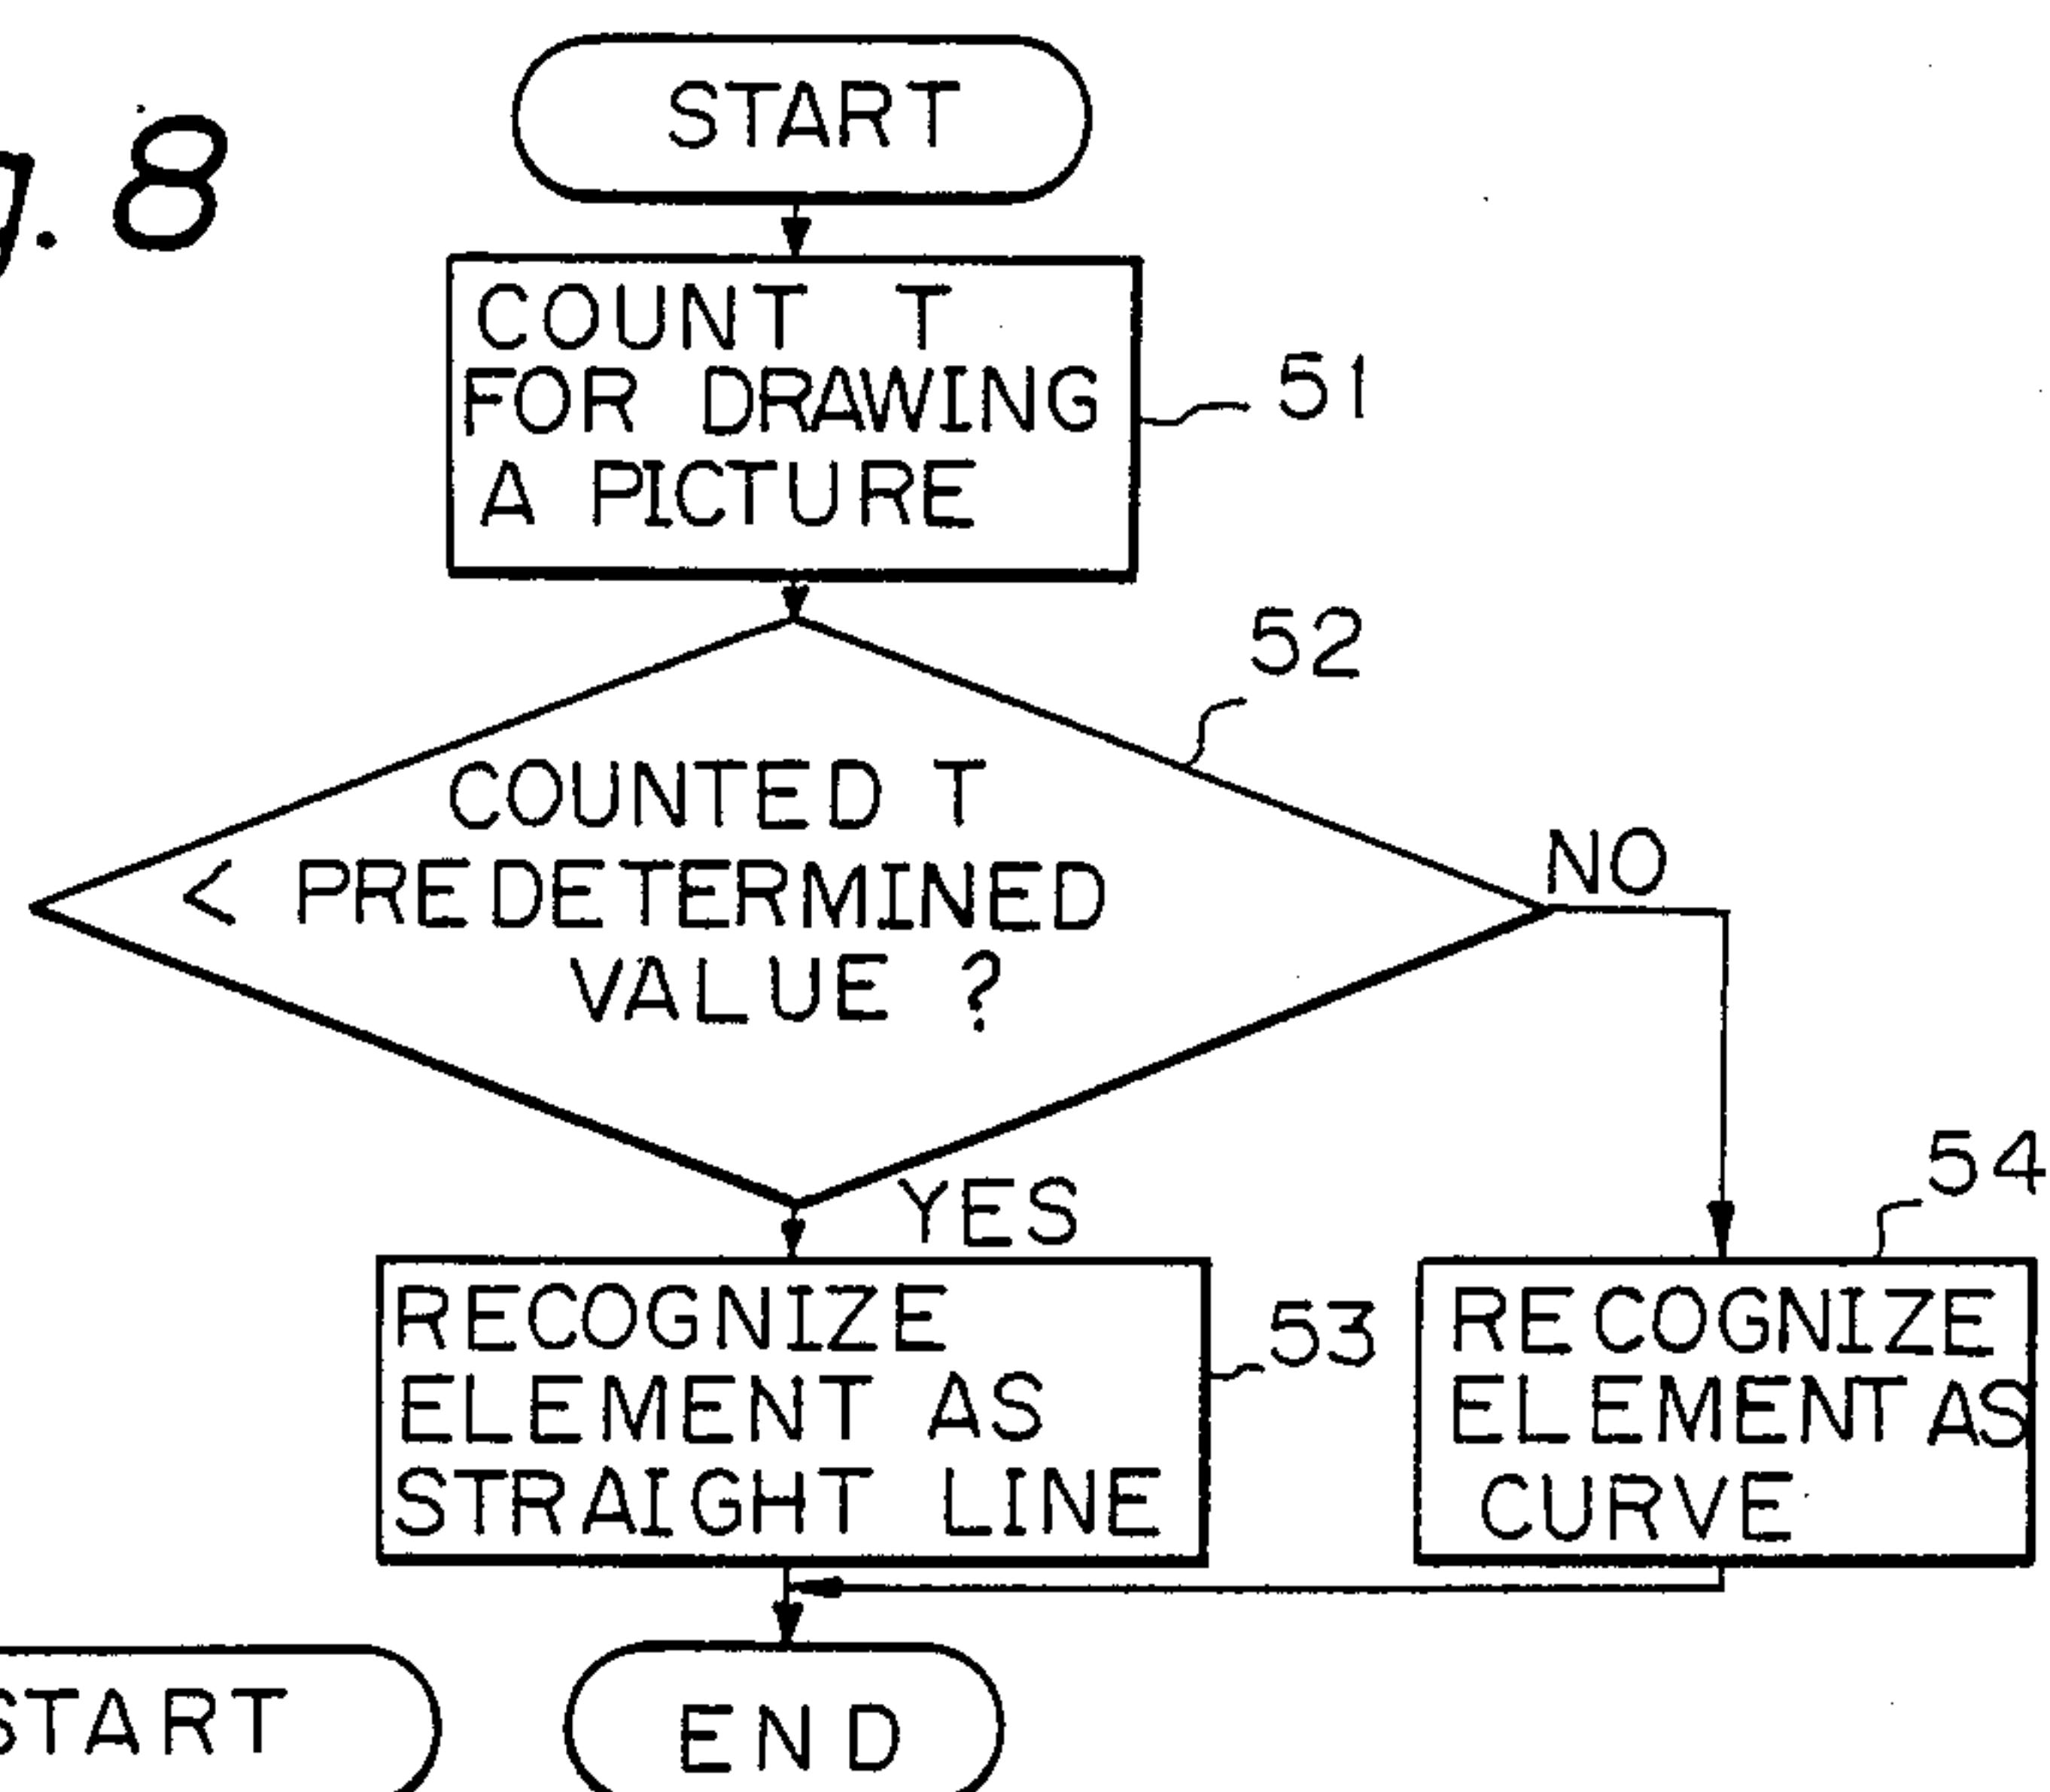 . 8
START
COUNT T
FOR DRAWING
A PICTURE
51
52
COUNTED T
< PREDETERMINED
VALUE ?
NO
YES
54
RECOGNIZE
ELEMENT AS
STRAIGHT LINE
53
RECOGNIZE
ELEMENT AS
CURVE
START
END